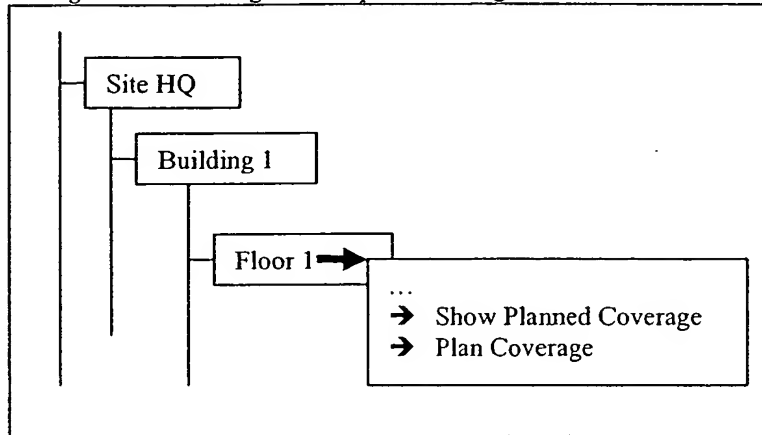 Site HQ
Building 1
Floor 1
...
➔ Show Planned Coverage
➔ Plan Coverage